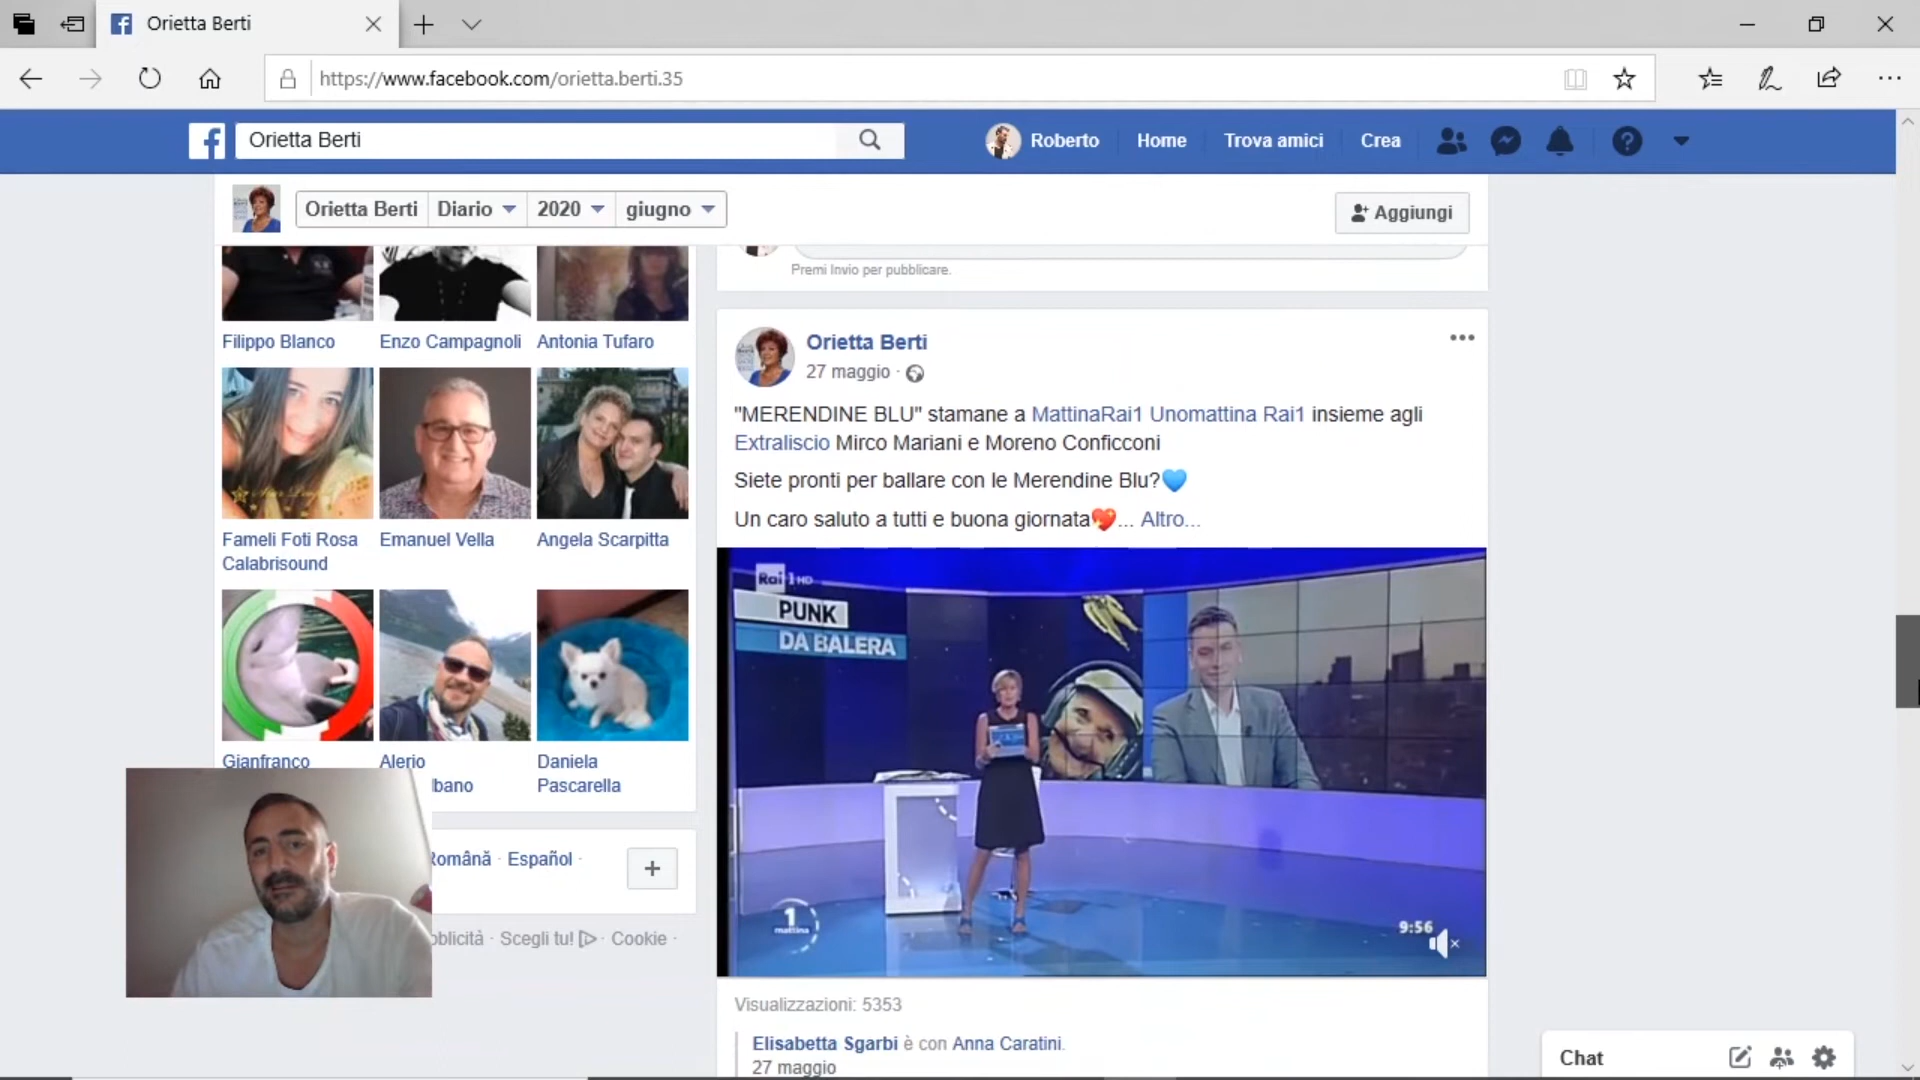 Orietta Berti
https://www.facebook.com/orietta.berti.35
Orietta Berti
Roberto
Home
Trova amici
Crea
Orietta Berti
Diario
2020
giugno
Aggiungi
Filippo Blanco
Enzo Campagnoli
Antonia Tufaro
Fameli Foti Rosa
Calabrisound
Emanuel Vella
Angela Scarpitta
Gianfranco
Alerio
lbano
Daniela
Pascarella
Română · Español ·
blicità · Scegli tu! · Cookie ·
Premi Invio per pubblicare.
Orietta Berti
27 maggio ·
"MERENDINE BLU" stamane a MattinaRai1 Unomattina Rai1 insieme agli
Extraliscio Mirco Mariani e Moreno Conficconi
Siete pronti per ballare con le Merendine Blu?💙
Un caro saluto a tutti e buona giornata💖... Altro...
Rai 1 HD
PUNK
DA BALERA
1
mattina
9:56
Visualizzazioni: 5353
Elisabetta Sgarbi è con Anna Caratini.
27 maggio
Chat